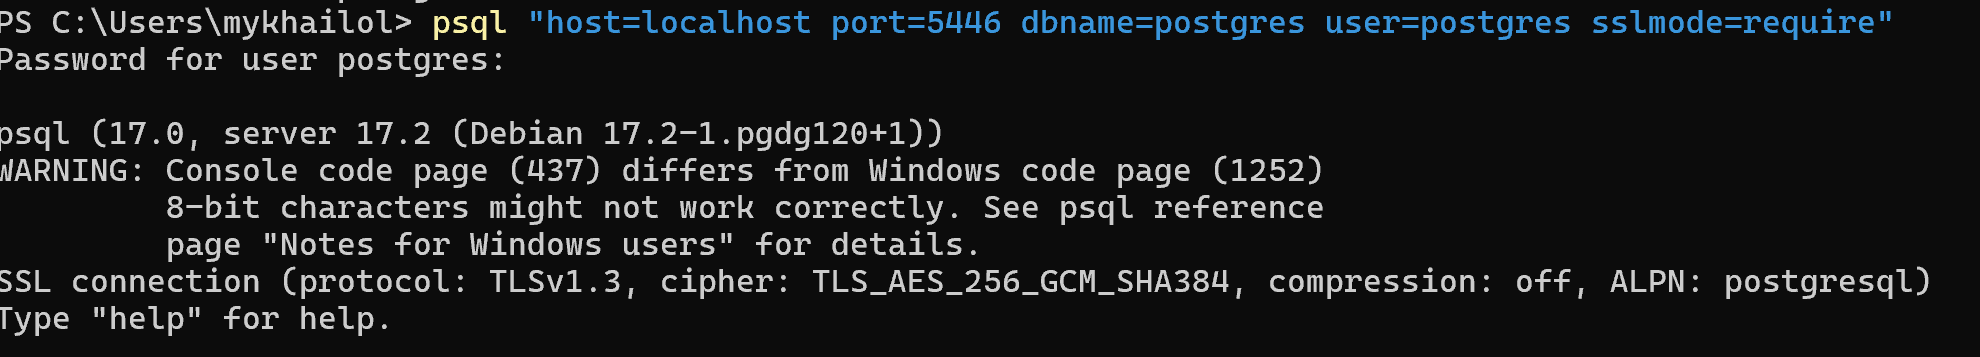 PS C:\Users\mykhailol> psql "host=localhost port=5446 dbname=postgres user=postgres sslmode=require"
Password for user postgres:
psql (17.0, server 17.2 (Debian 17.2-1.pgdg120+1))
WARNING: Console code page (437) differs from Windows code page (1252)
8-bit characters might not work correctly. See psql reference
page "Notes for Windows users" for details.
SSL connection (protocol: TLSv1.3, cipher: TLS_AES_256_GCM_SHA384, compression: off, ALPN: postgresql)
Type "help" for help.